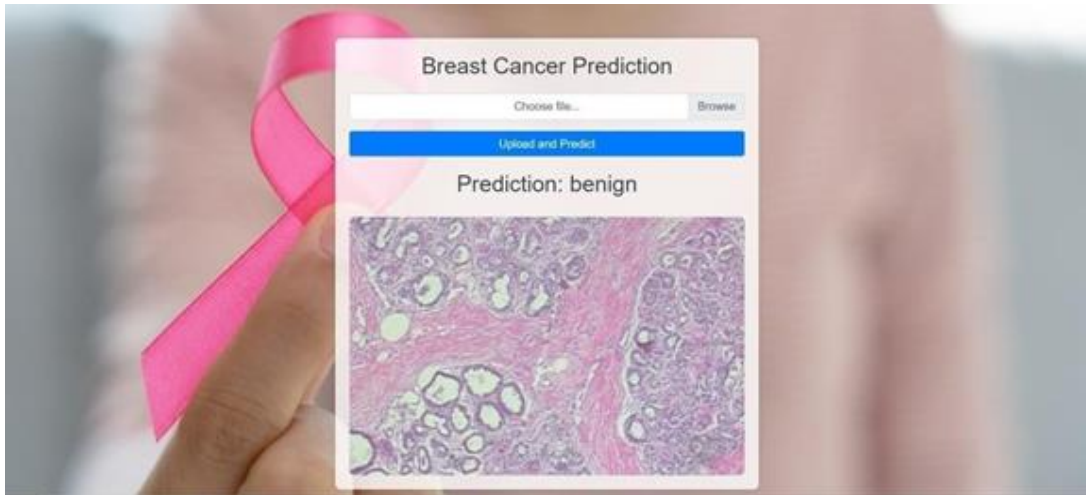 Breast Cancer Prediction
Choose file...
Browse
Upload and Predict
Prediction: benign